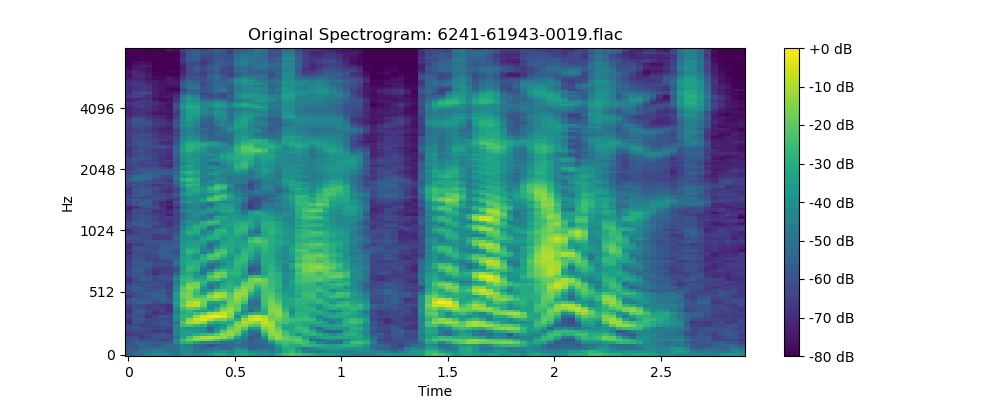 Original Spectrogram: 6241-61943-0019.flac
Hz
4096
2048
1024
512
0
0 0.5 1 1.5 2 2.5
Time
+0 dB
-10 dB
-20 dB
-30 dB
-40 dB
-50 dB
-60 dB
-70 dB
-80 dB